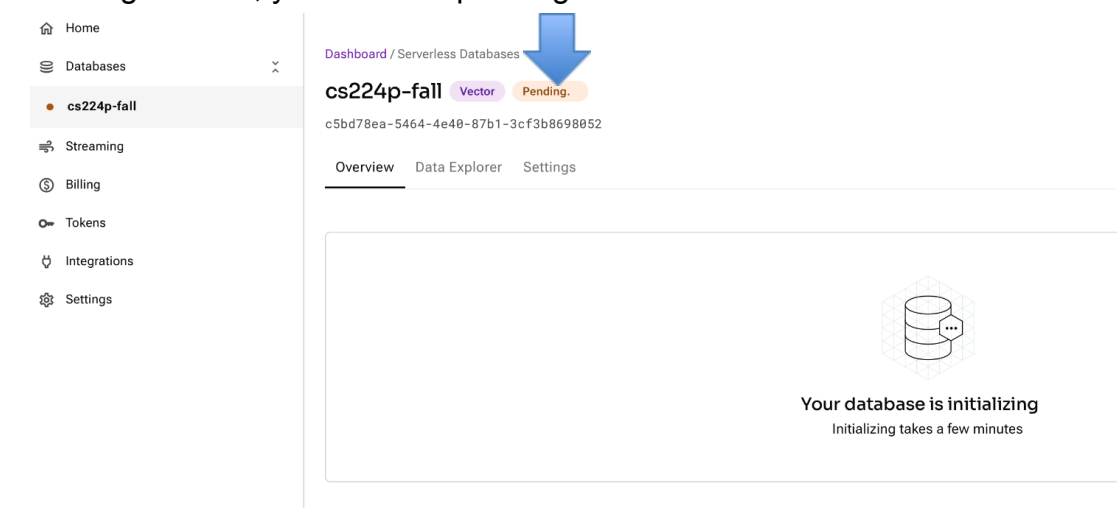 Home
Databases
cs224p-fall
Streaming
Billing
Tokens
Integrations
Settings
Dashboard / Serverless Databases
cs224p-fall Vector Pending.
c5bd78ea-5464-4e40-87b1-3cf3b8698052
Overview Data Explorer Settings
Your database is initializing
Initializing takes a few minutes